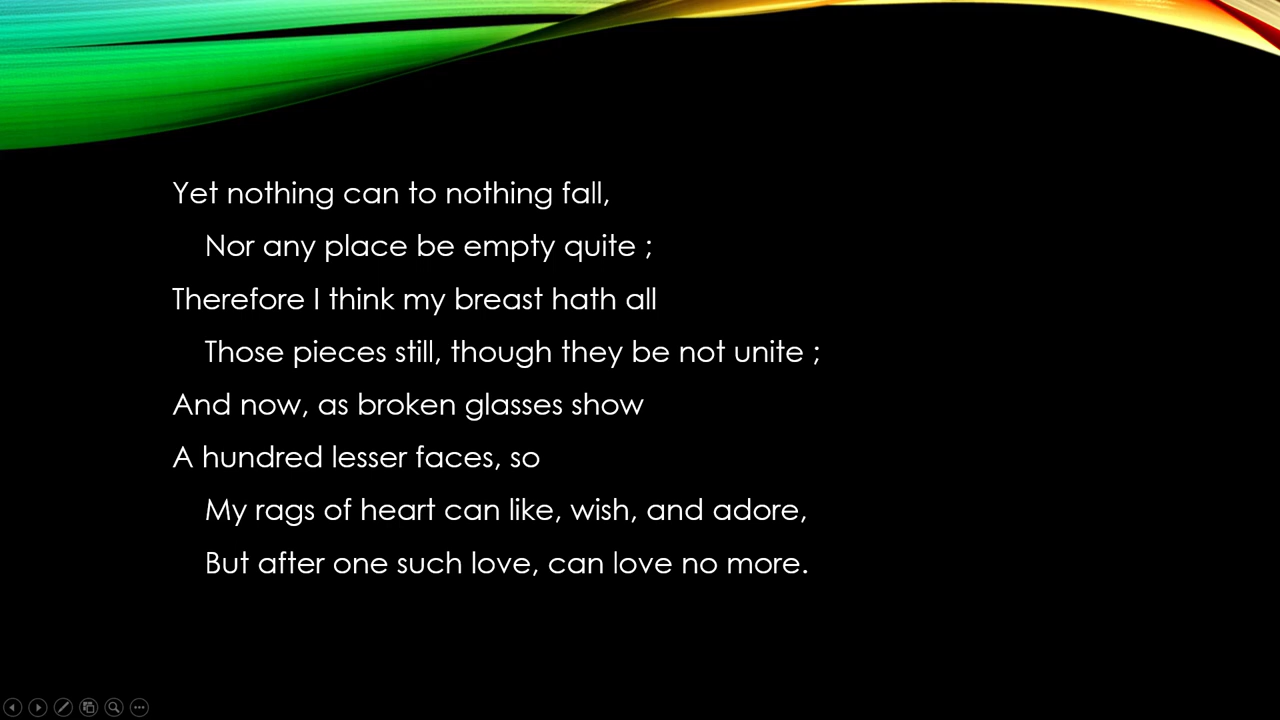 Yet nothing can to nothing fall,
Nor any place be empty quite ;
Therefore I think my breast hath all
Those pieces still, though they be not unite ;
And now, as broken glasses show
A hundred lesser faces, so
My rags of heart can like, wish, and adore,
But after one such love, can love no more.